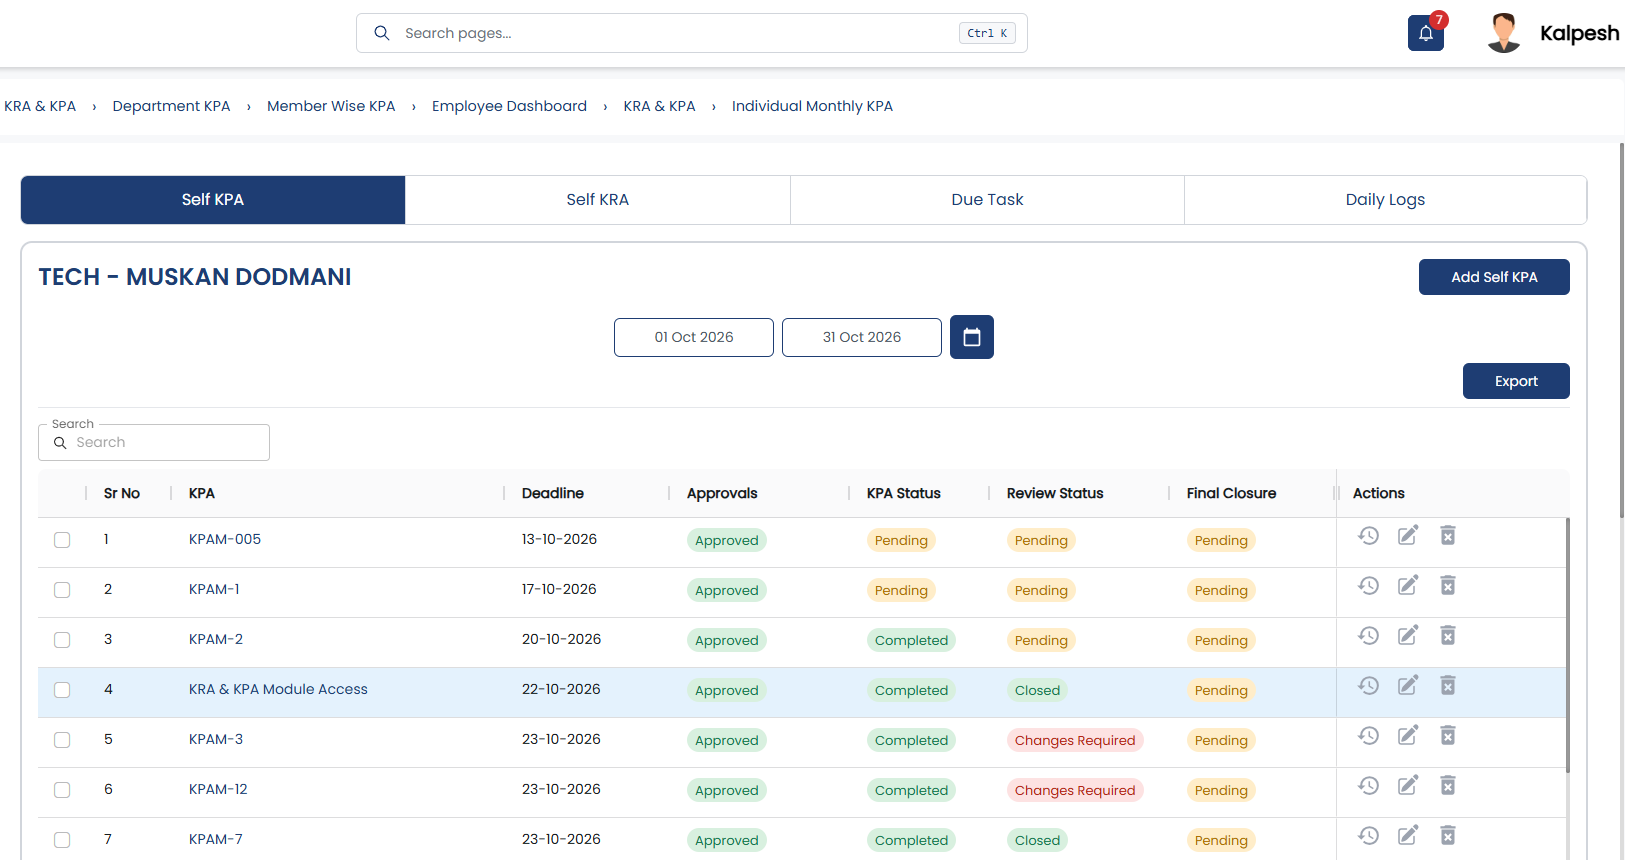 Search pages... Ctrl K 7 Kalpesh
KRA & KPA › Department KPA › Member Wise KPA › Employee Dashboard › KRA & KPA › Individual Monthly KPA
Self KPA Self KRA Due Task Daily Logs
TECH - MUSKAN DODMANI Add Self KPA
01 Oct 2026 31 Oct 2026
Export
Search
Search
Sr No KPA Deadline Approvals KPA Status Review Status Final Closure Actions
1 KPAM-005 13-10-2026 Approved Pending Pending Pending
2 KPAM-1 17-10-2026 Approved Pending Pending Pending
3 KPAM-2 20-10-2026 Approved Completed Pending Pending
4 KRA & KPA Module Access 22-10-2026 Approved Completed Closed Pending
5 KPAM-3 23-10-2026 Approved Completed Changes Required Pending
6 KPAM-12 23-10-2026 Approved Completed Changes Required Pending
7 KPAM-7 23-10-2026 Approved Completed Closed Pending